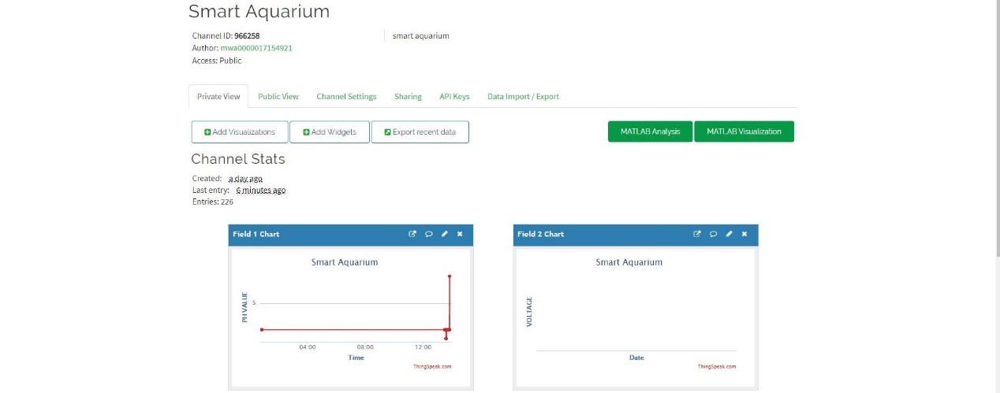 Smart Aquarium
Channel ID: 966258
Author: mwa0000017154921
Access: Public
smart aquarium
Private View
Public View
Channel Settings
Sharing
API Keys
Data Import / Export
Add Visualizations
Add Widgets
Export recent data
MATLAB Analysis
MATLAB Visualization
Channel Stats
Created: a day ago
Last entry: 6 minutes ago
Entries: 226
Field 1 Chart
Smart Aquarium
PH VALUE
5
04:00
08:00
12:00
Time
ThingSpeak.com
Field 2 Chart
Smart Aquarium
VOLTAGE
Date
ThingSpeak.com